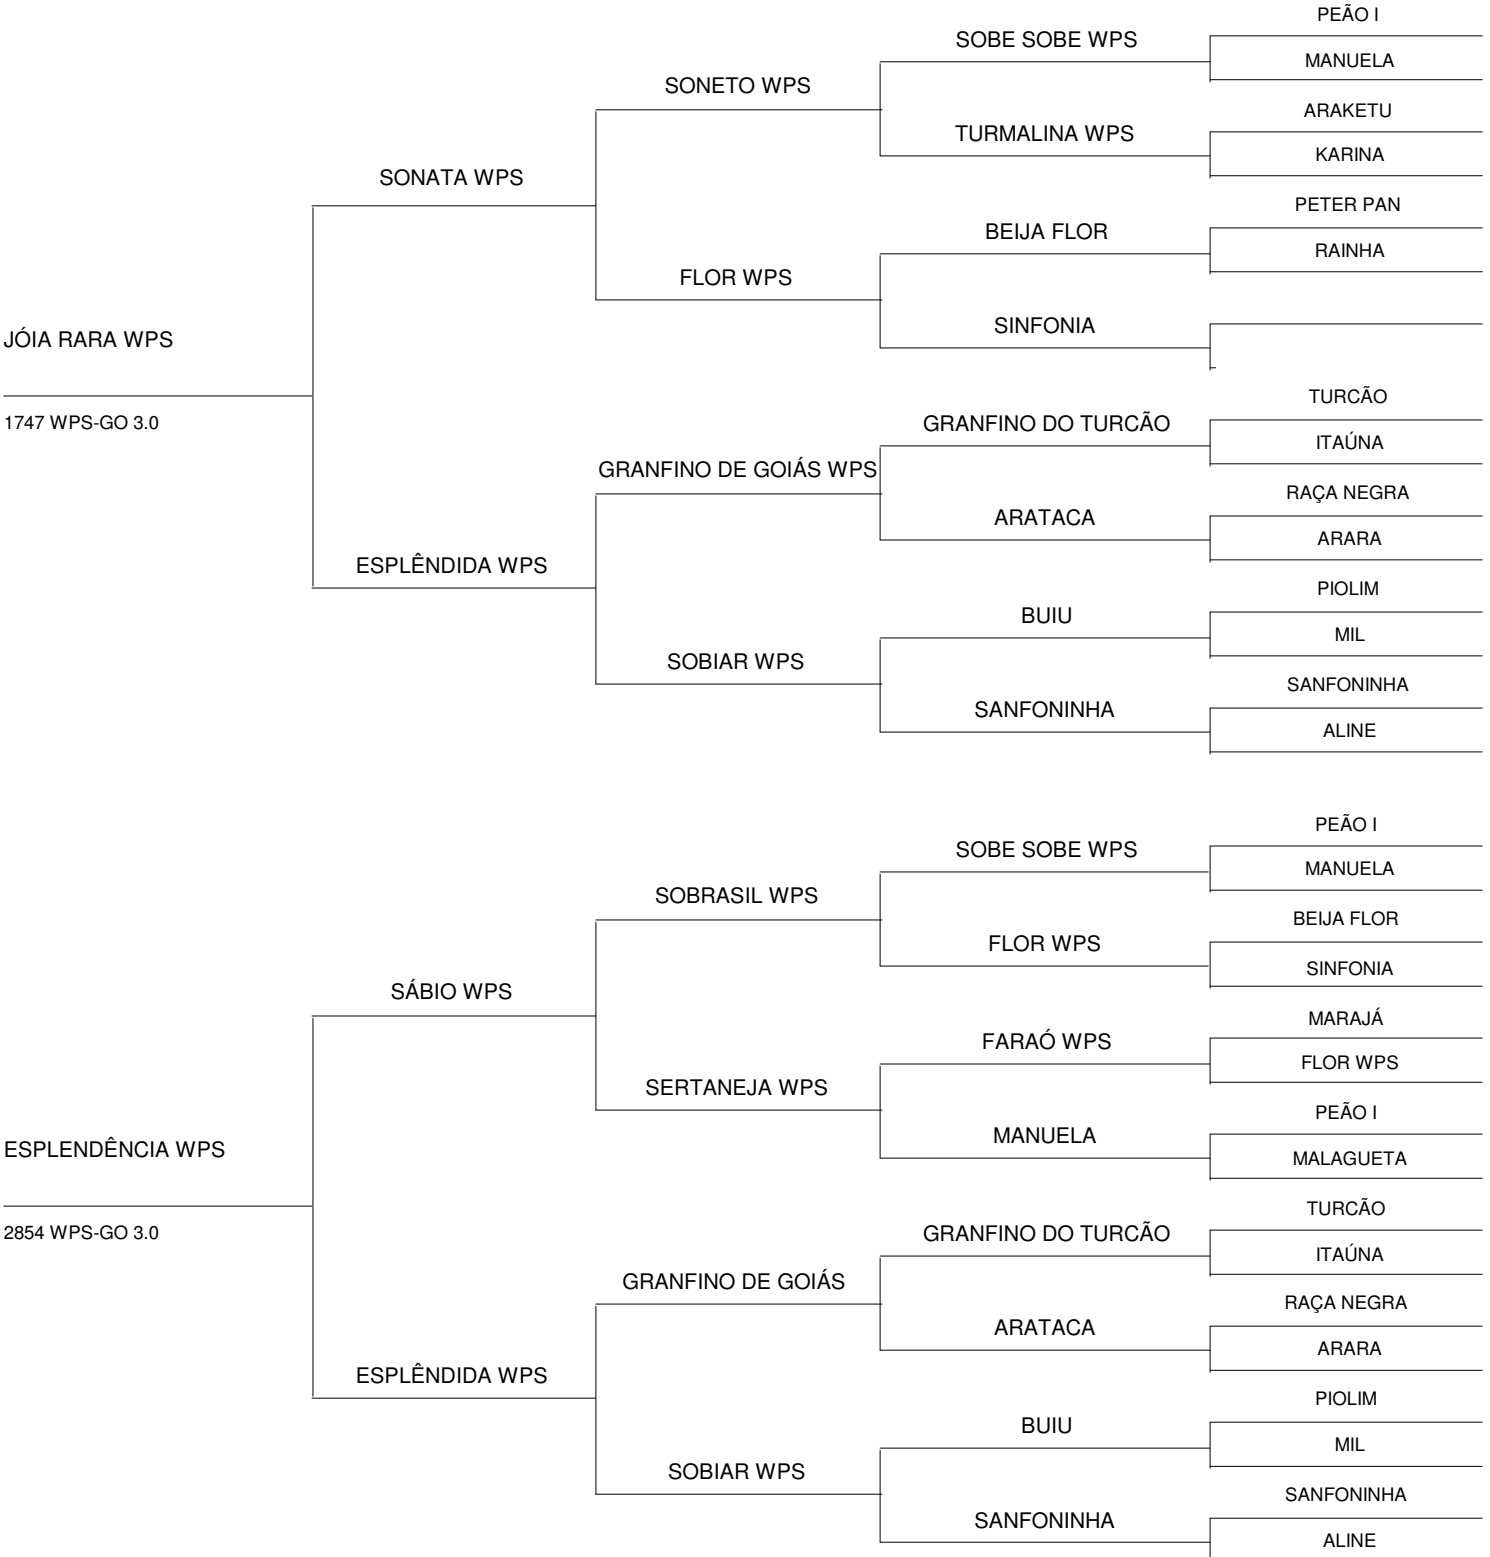 PEÃO I
SOBE SOBE WPS
MANUELA
SONETO WPS
ARAKETU
TURMALINA WPS
KARINA
SONATA WPS
PETER PAN
BEIJA FLOR
RAINHA
FLOR WPS
SINFONIA
JÓIA RARA WPS
TURCÃO
1747 WPS-GO 3.0
GRANFINO DO TURCÃO
ITAÚNA
GRANFINO DE GOIÁS WPS
RAÇA NEGRA
ARATACA
ARARA
ESPLÊNDIDA WPS
PIOLIM
BUIU
MIL
SOBIAR WPS
SANFONINHA
SANFONINHA
ALINE
PEÃO I
SOBE SOBE WPS
MANUELA
SOBRASIL WPS
BEIJA FLOR
FLOR WPS
SINFONIA
SÁBIO WPS
MARAJÁ
FARAÓ WPS
FLOR WPS
SERTANEJA WPS
PEÃO I
MANUELA
ESPLENDÊNCIA WPS
MALAGUETA
TURCÃO
2854 WPS-GO 3.0
GRANFINO DO TURCÃO
ITAÚNA
GRANFINO DE GOIÁS
RAÇA NEGRA
ARATACA
ARARA
ESPLÊNDIDA WPS
PIOLIM
BUIU
MIL
SOBIAR WPS
SANFONINHA
SANFONINHA
ALINE